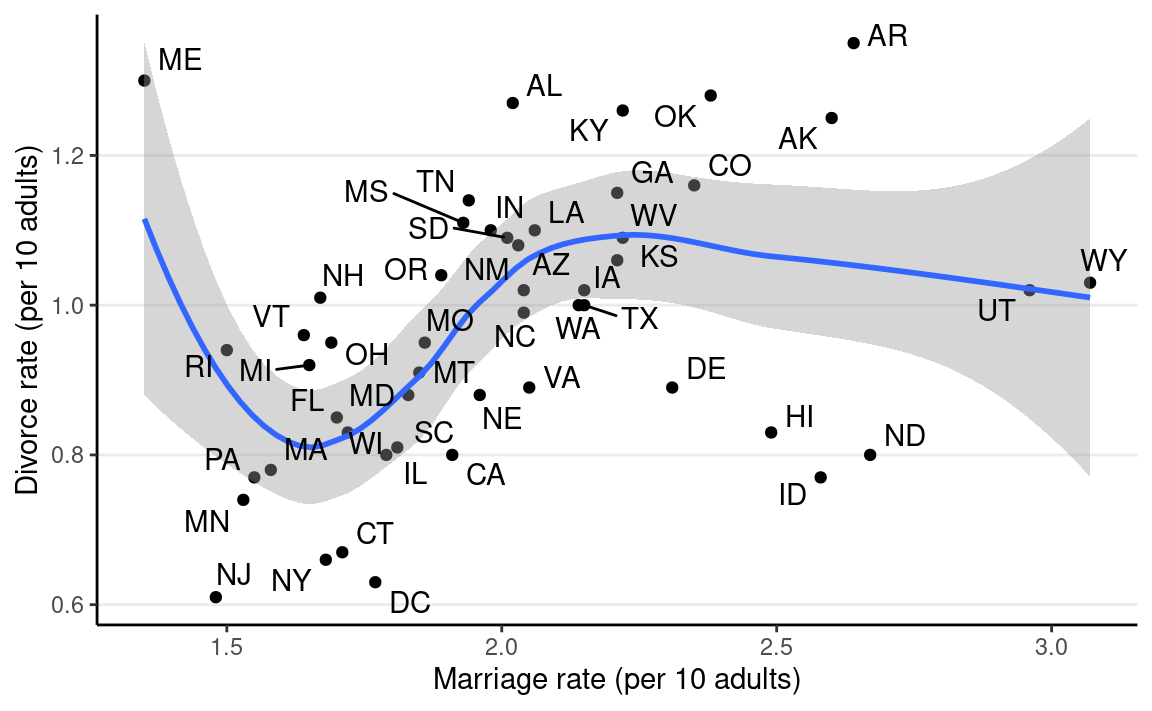 AR
ME
AL
OK
KY
AK
1.2
GA
CO
TN
MS
IN
LA
WV
SD
KS
WY
OR
NM
AZ
IA
NH
1.0
UT
VT
MO
TX
WA
NC
OH
RI
MI
MT
VA
DE
MD
FL
NE
HI
SC
ND
WI
MA
0.8
PA
IL
CA
ID
MN
CT
NJ
NY
DC
0.6
1.5
2.0
2.5
3.0
Marriage rate (per 10 adults)
Divorce rate (per 10 adults)